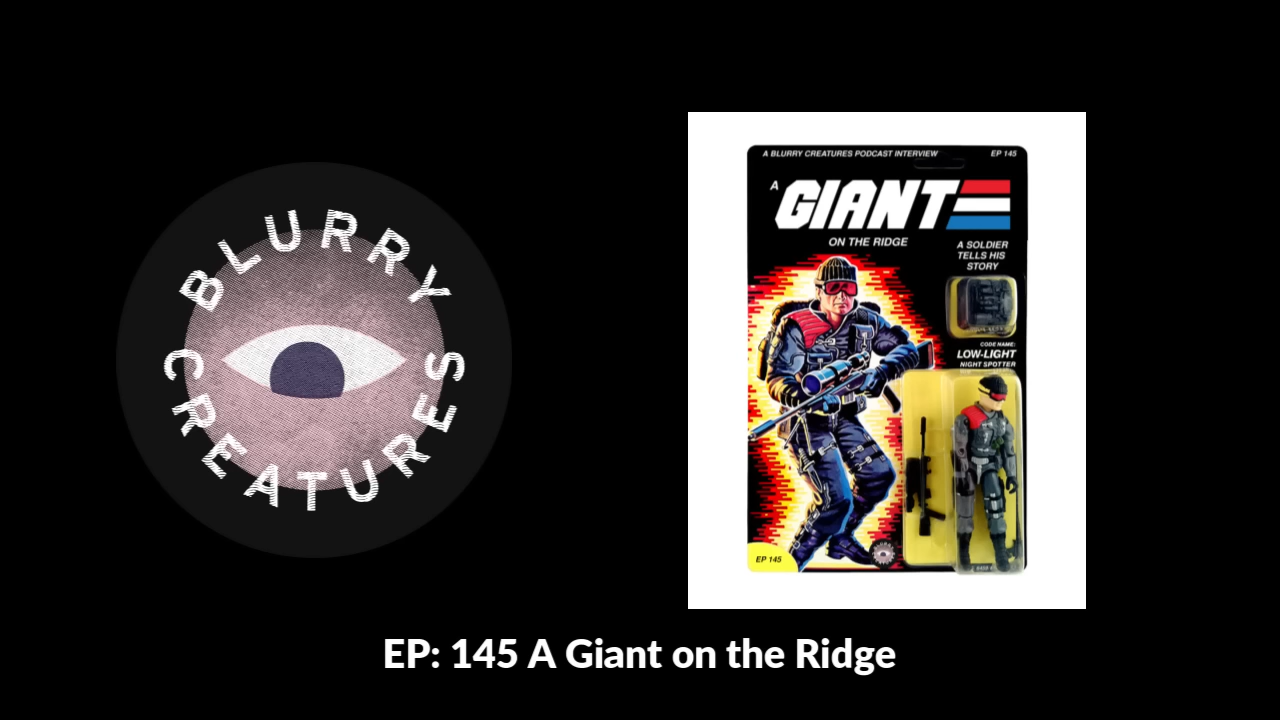 BLURRY
CREATURES
A BLURRY CREATURES PODCAST INTERVIEW
EP 145
A
GIANT
ON THE RIDGE
A SOLDIER
TELLS HIS
STORY
CODE NAME:
LOW-LIGHT
NIGHT SPOTTER
EP 145
EP: 145 A Giant on the Ridge